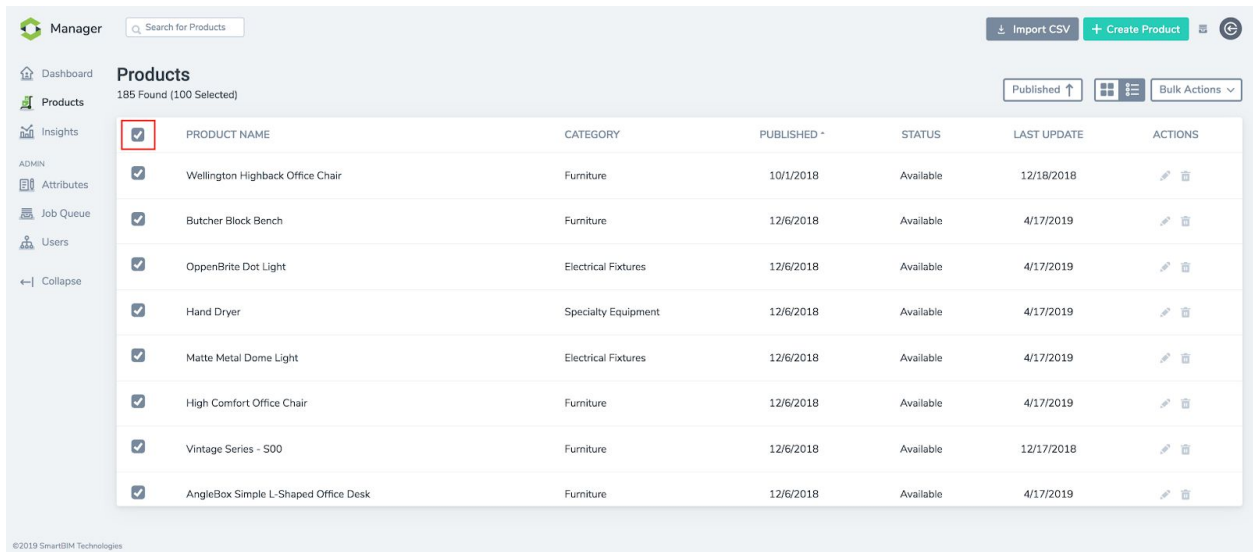 Manager
Search for Products
Import CSV
+ Create Product
Dashboard
Products
Insights
ADMIN
Attributes
Job Queue
Users
Collapse
Products
185 Found (100 Selected)
Published ↑
Bulk Actions
PRODUCT NAME CATEGORY PUBLISHED STATUS LAST UPDATE ACTIONS
Wellington Highback Office Chair Furniture 10/1/2018 Available 12/18/2018
Butcher Block Bench Furniture 12/6/2018 Available 4/17/2019
OppenBrite Dot Light Electrical Fixtures 12/6/2018 Available 4/17/2019
Hand Dryer Specialty Equipment 12/6/2018 Available 4/17/2019
Matte Metal Dome Light Electrical Fixtures 12/6/2018 Available 4/17/2019
High Comfort Office Chair Furniture 12/6/2018 Available 4/17/2019
Vintage Series - S00 Furniture 12/6/2018 Available 12/17/2018
AngleBox Simple L-Shaped Office Desk Furniture 12/6/2018 Available 4/17/2019
©2019 SmartBIM Technologies